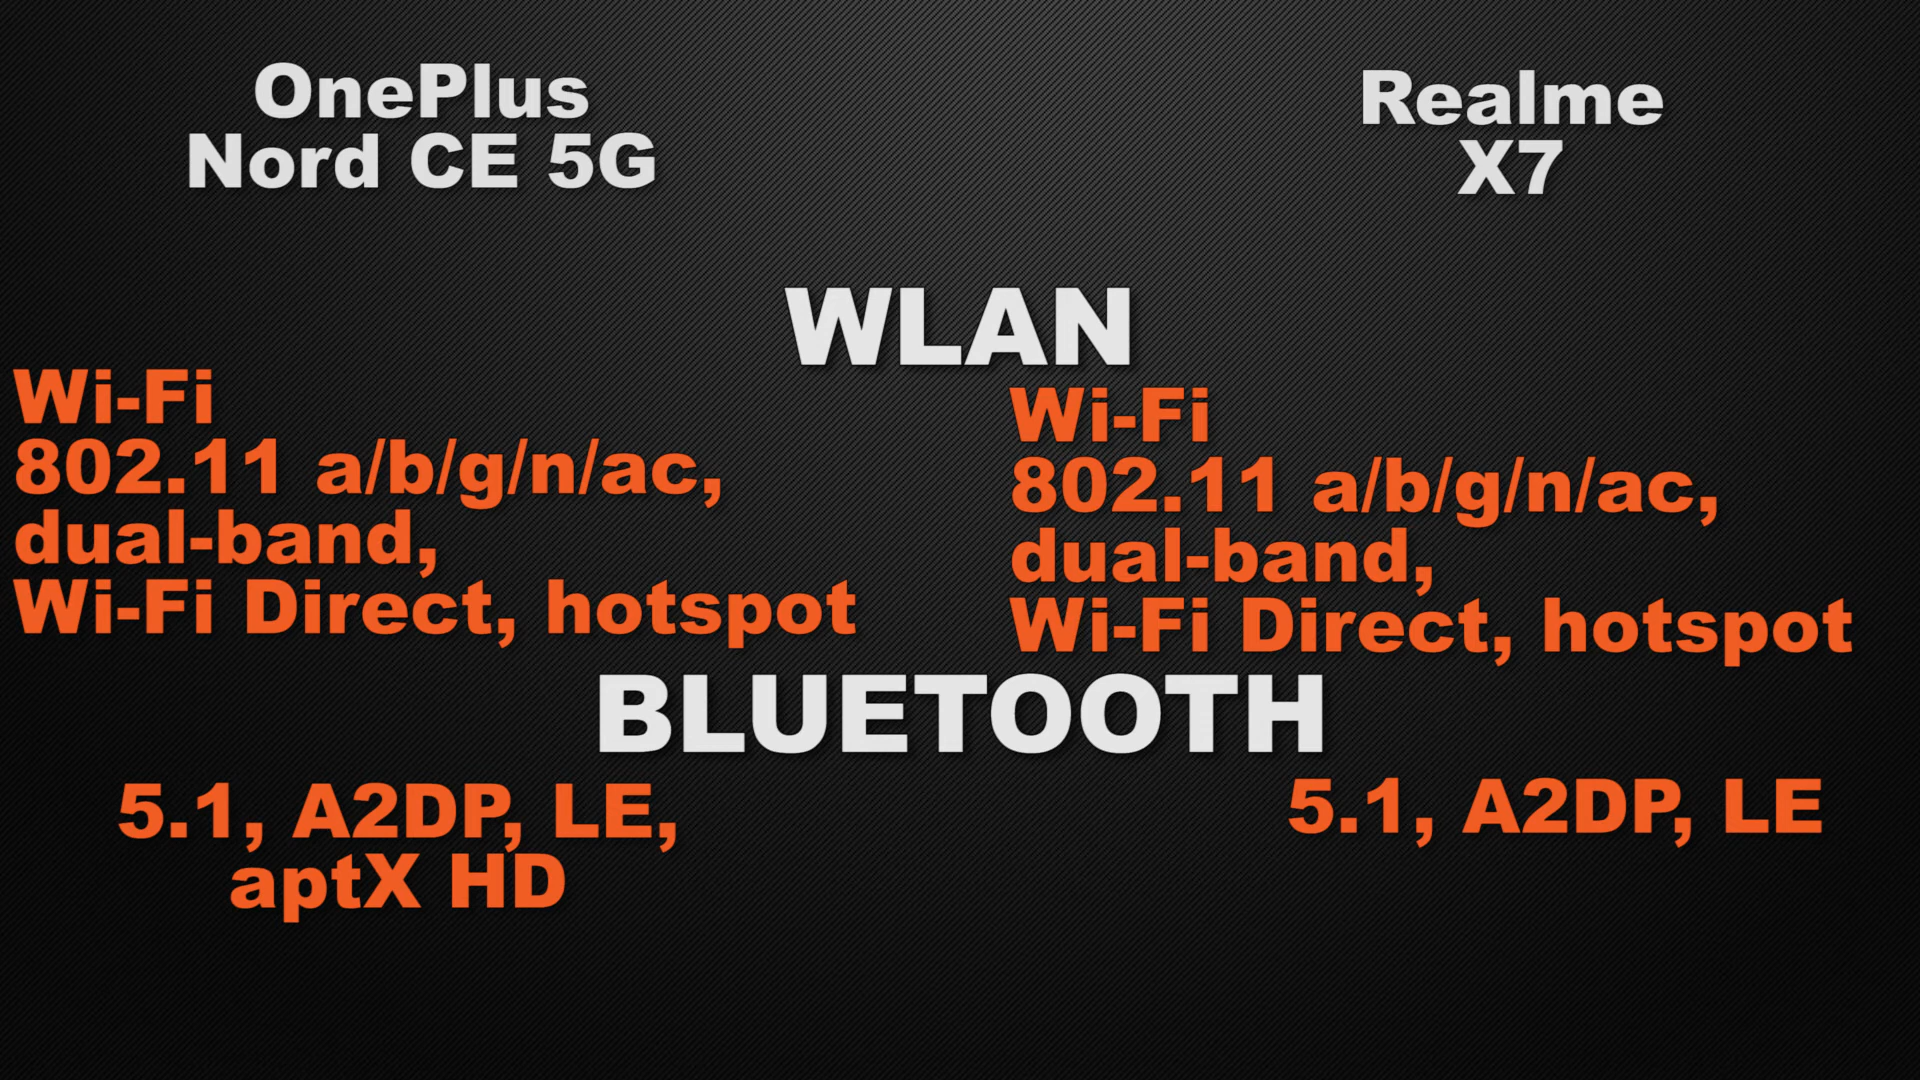 OnePlus
Nord CE 5G
Realme
X7
WLAN
Wi-Fi
802.11 a/b/g/n/ac,
dual-band,
Wi-Fi Direct, hotspot
Wi-Fi
802.11 a/b/g/n/ac,
dual-band,
Wi-Fi Direct, hotspot
BLUETOOTH
5.1, A2DP, LE,
aptX HD
5.1, A2DP, LE